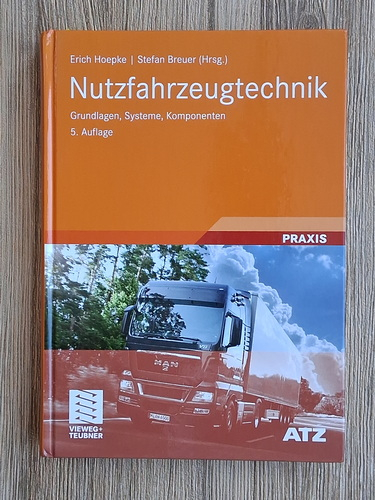 Erich Hoepke | Stefan Breuer (Hrsg.)
Nutzfahrzeugtechnik
Grundlagen, Systeme, Komponenten
5. Auflage
PRAXIS
MAN
VIEWEG+
TEUBNER
ATZ